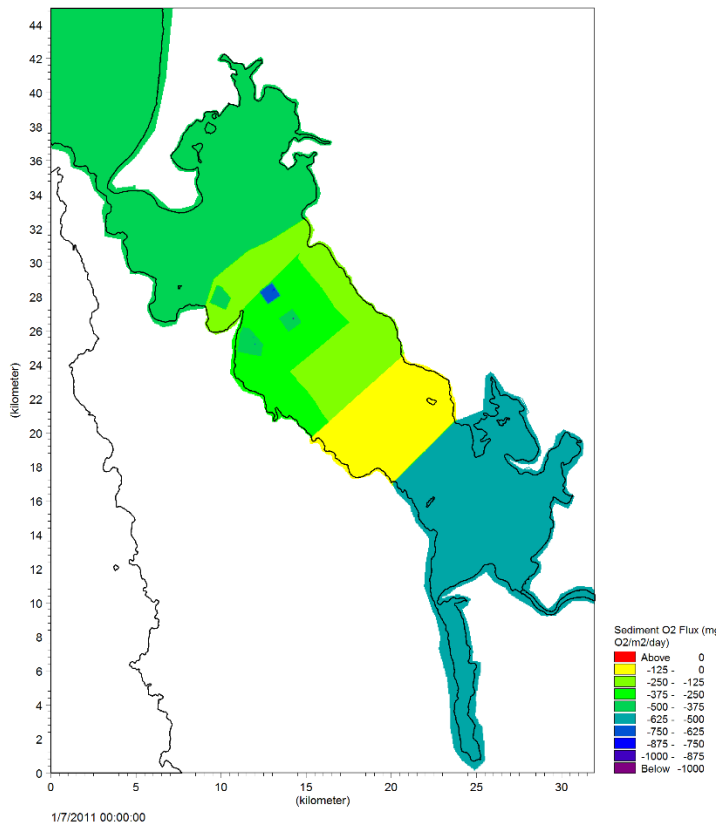 44
42
40
38
36
34
32
30
28
26
24
22
20
18
16
14
12
10
8
6
4
2
0
(kilometer)
0 5 10 15 20 25 30
(kilometer)
1/7/2011 00:00:00
Sediment O2 Flux (mg
O2/m2/day)
Above 0
-125 - 0
-250 - -125
-375 - -250
-500 - -375
-625 - -500
-750 - -625
-875 - -750
-1000 - -875
Below -1000